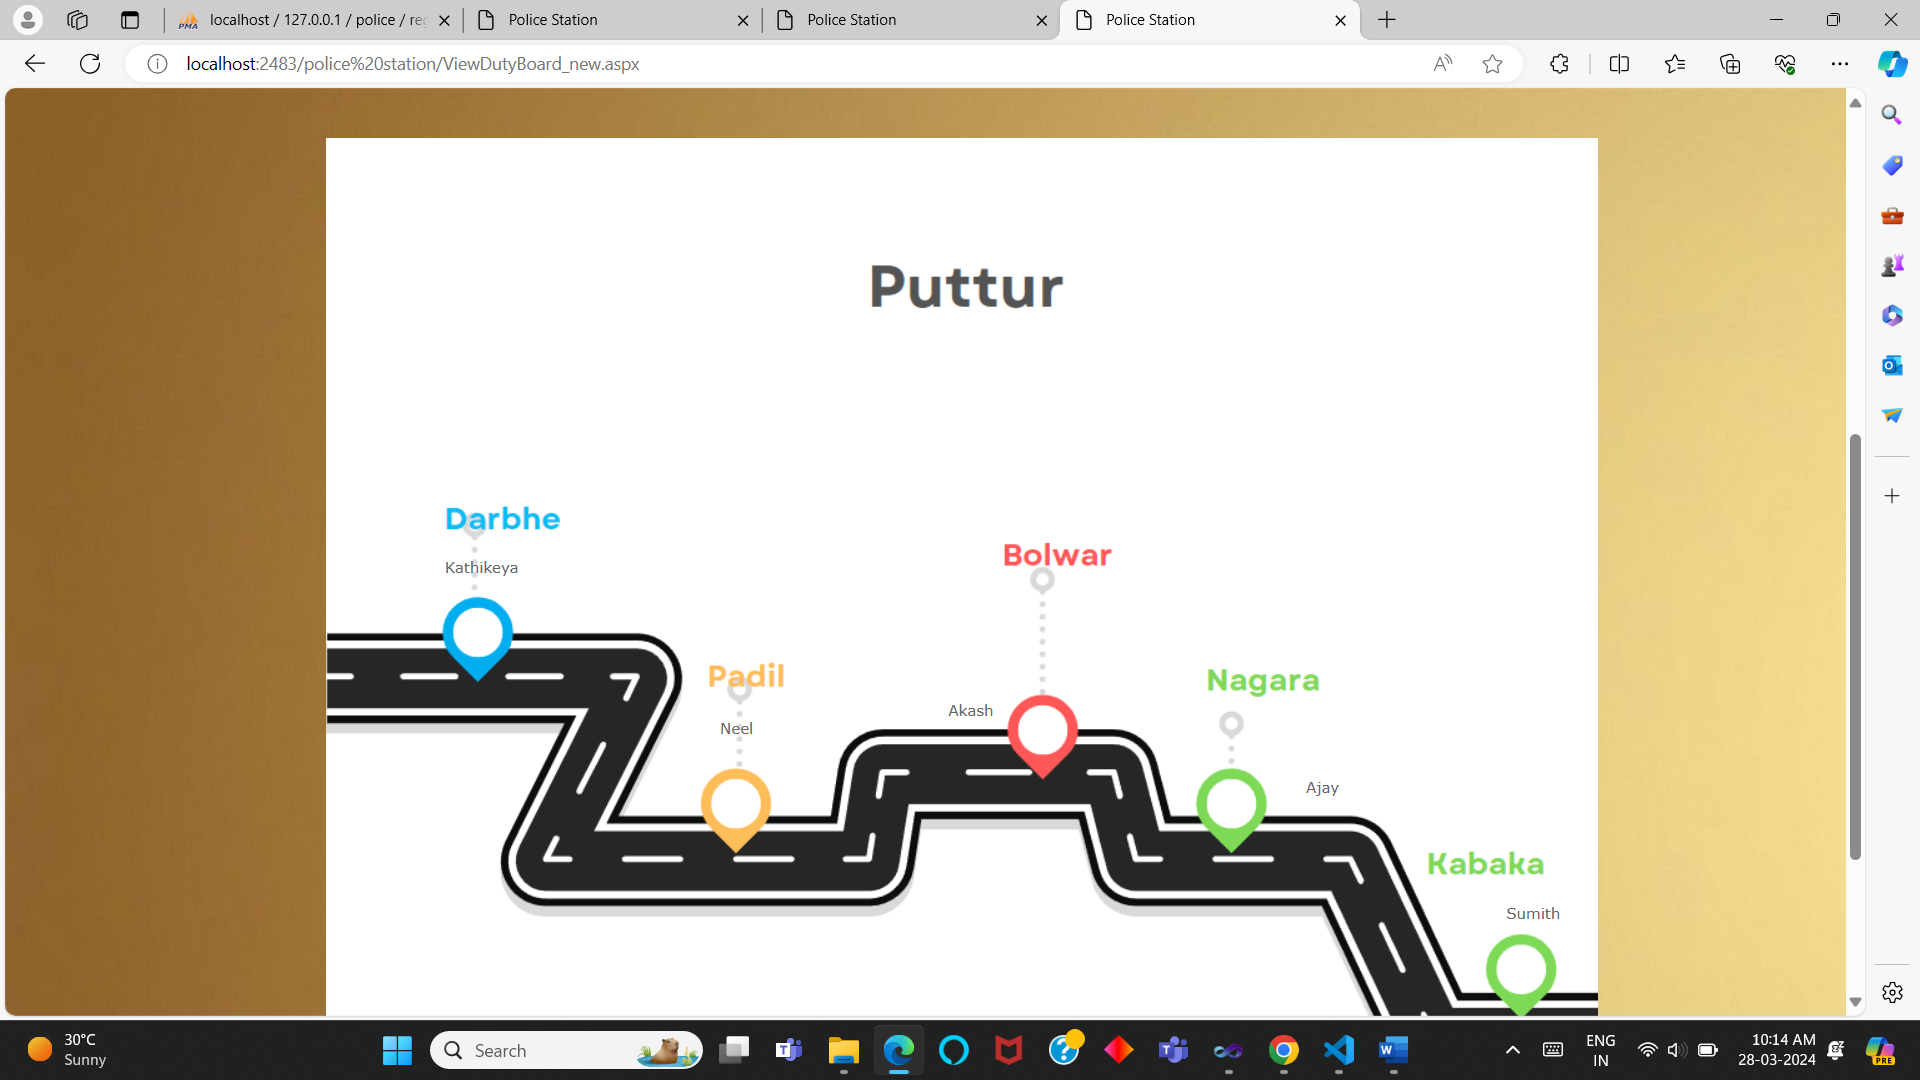 localhost / 127.0.0.1 / police / re
Police Station
Police Station
Police Station
localhost:2483/police%20station/ViewDutyBoard_new.aspx
Puttur
Darbhe
Kathikeya
Bolwar
Padil
Nagara
Akash
Neel
Ajay
Kabaka
Sumith
30°C
Sunny
Search
ENG
IN
10:14 AM
28-03-2024
PRE